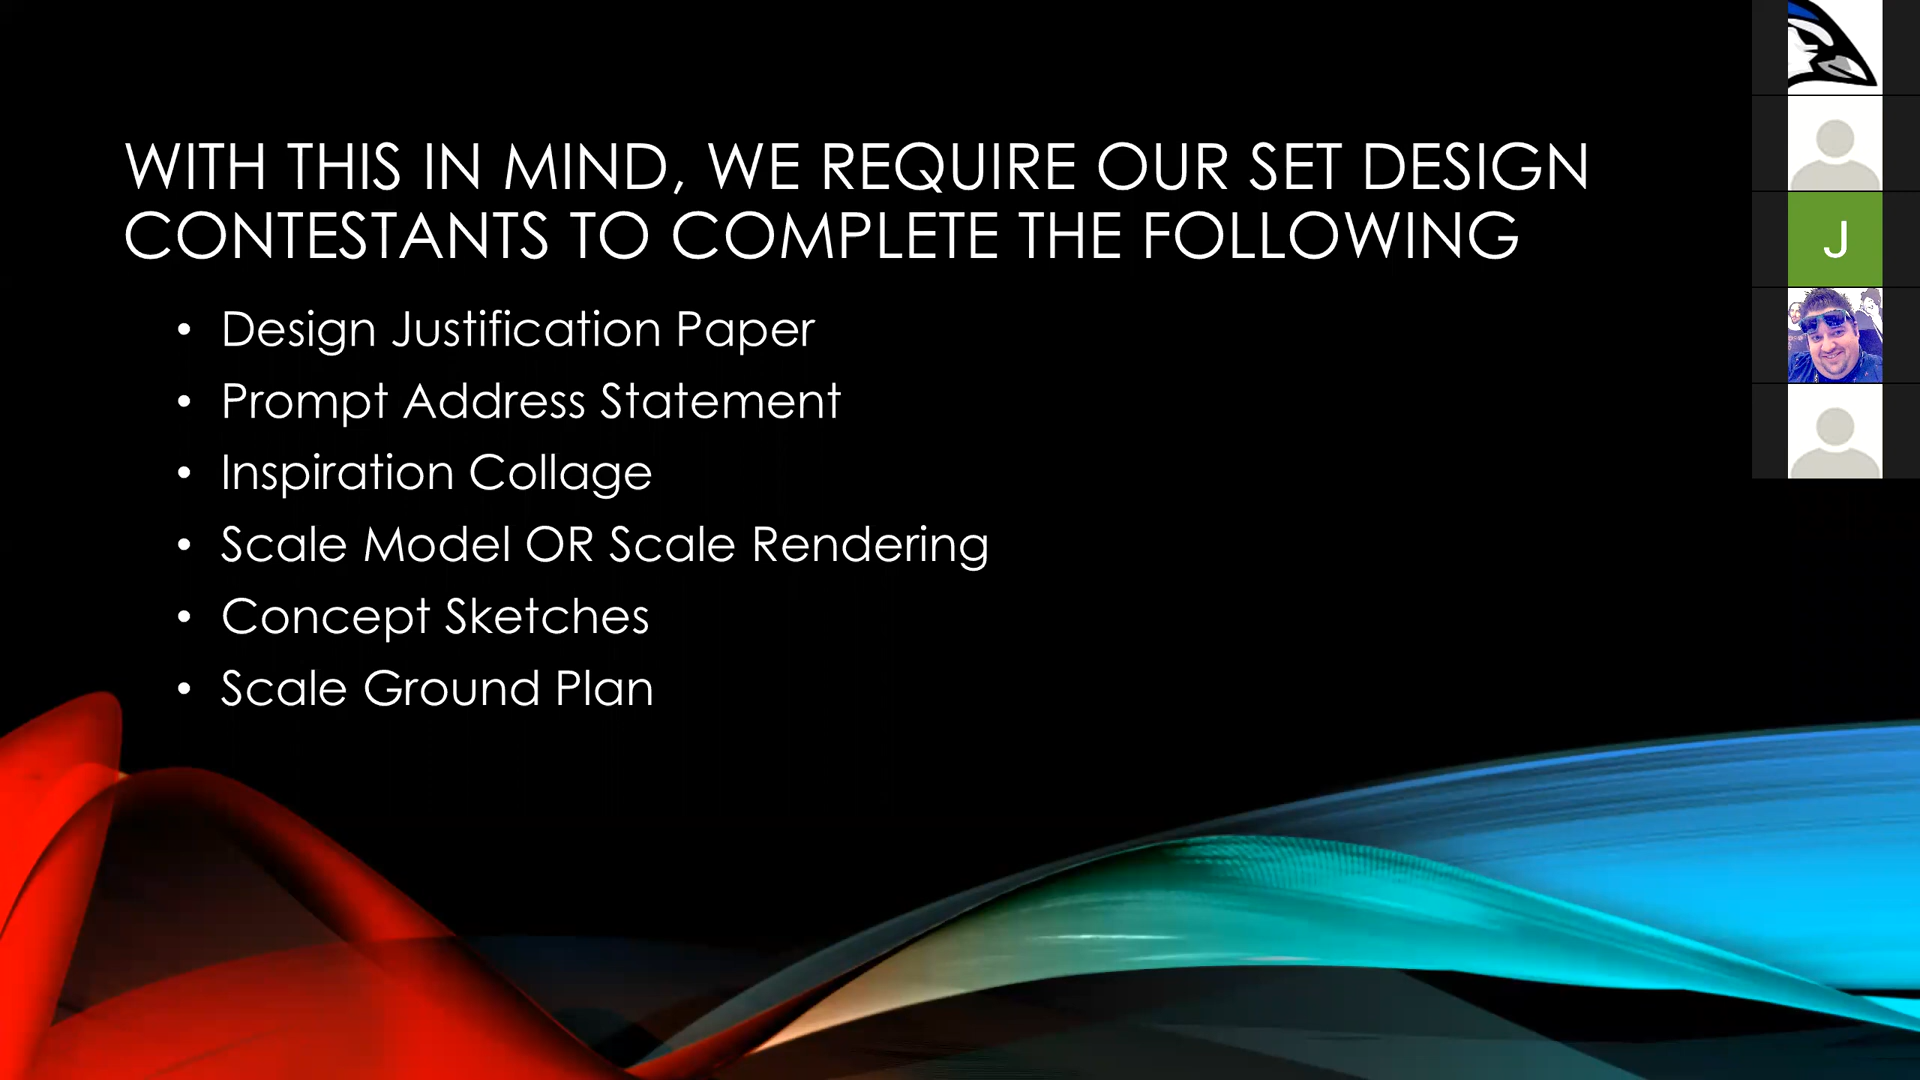 WITH THIS IN MIND, WE REQUIRE OUR SET DESIGN
CONTESTANTS TO COMPLETE THE FOLLOWING
• Design Justification Paper
• Prompt Address Statement
• Inspiration Collage
• Scale Model OR Scale Rendering
• Concept Sketches
• Scale Ground Plan
J